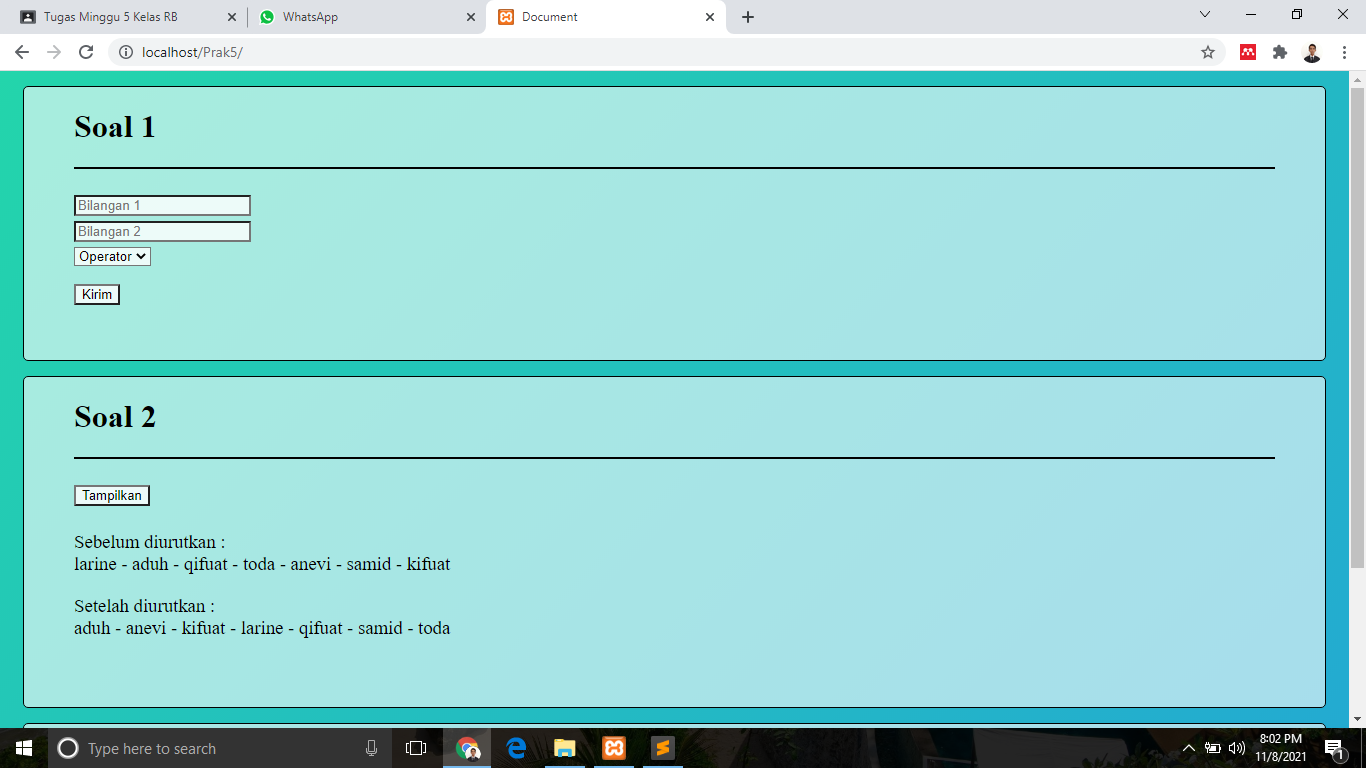 Tugas Minggu 5 Kelas RB
WhatsApp
Document
localhost/Prak5/
Soal 1
Bilangan 1
Bilangan 2
Operator
Kirim
Soal 2
Tampilkan
Sebelum diurutkan :
larine - aduh - qifuat - toda - anevi - samid - kifuat
Setelah diurutkan :
aduh - anevi - kifuat - larine - qifuat - samid - toda
Type here to search
8:02 PM
11/8/2021
1